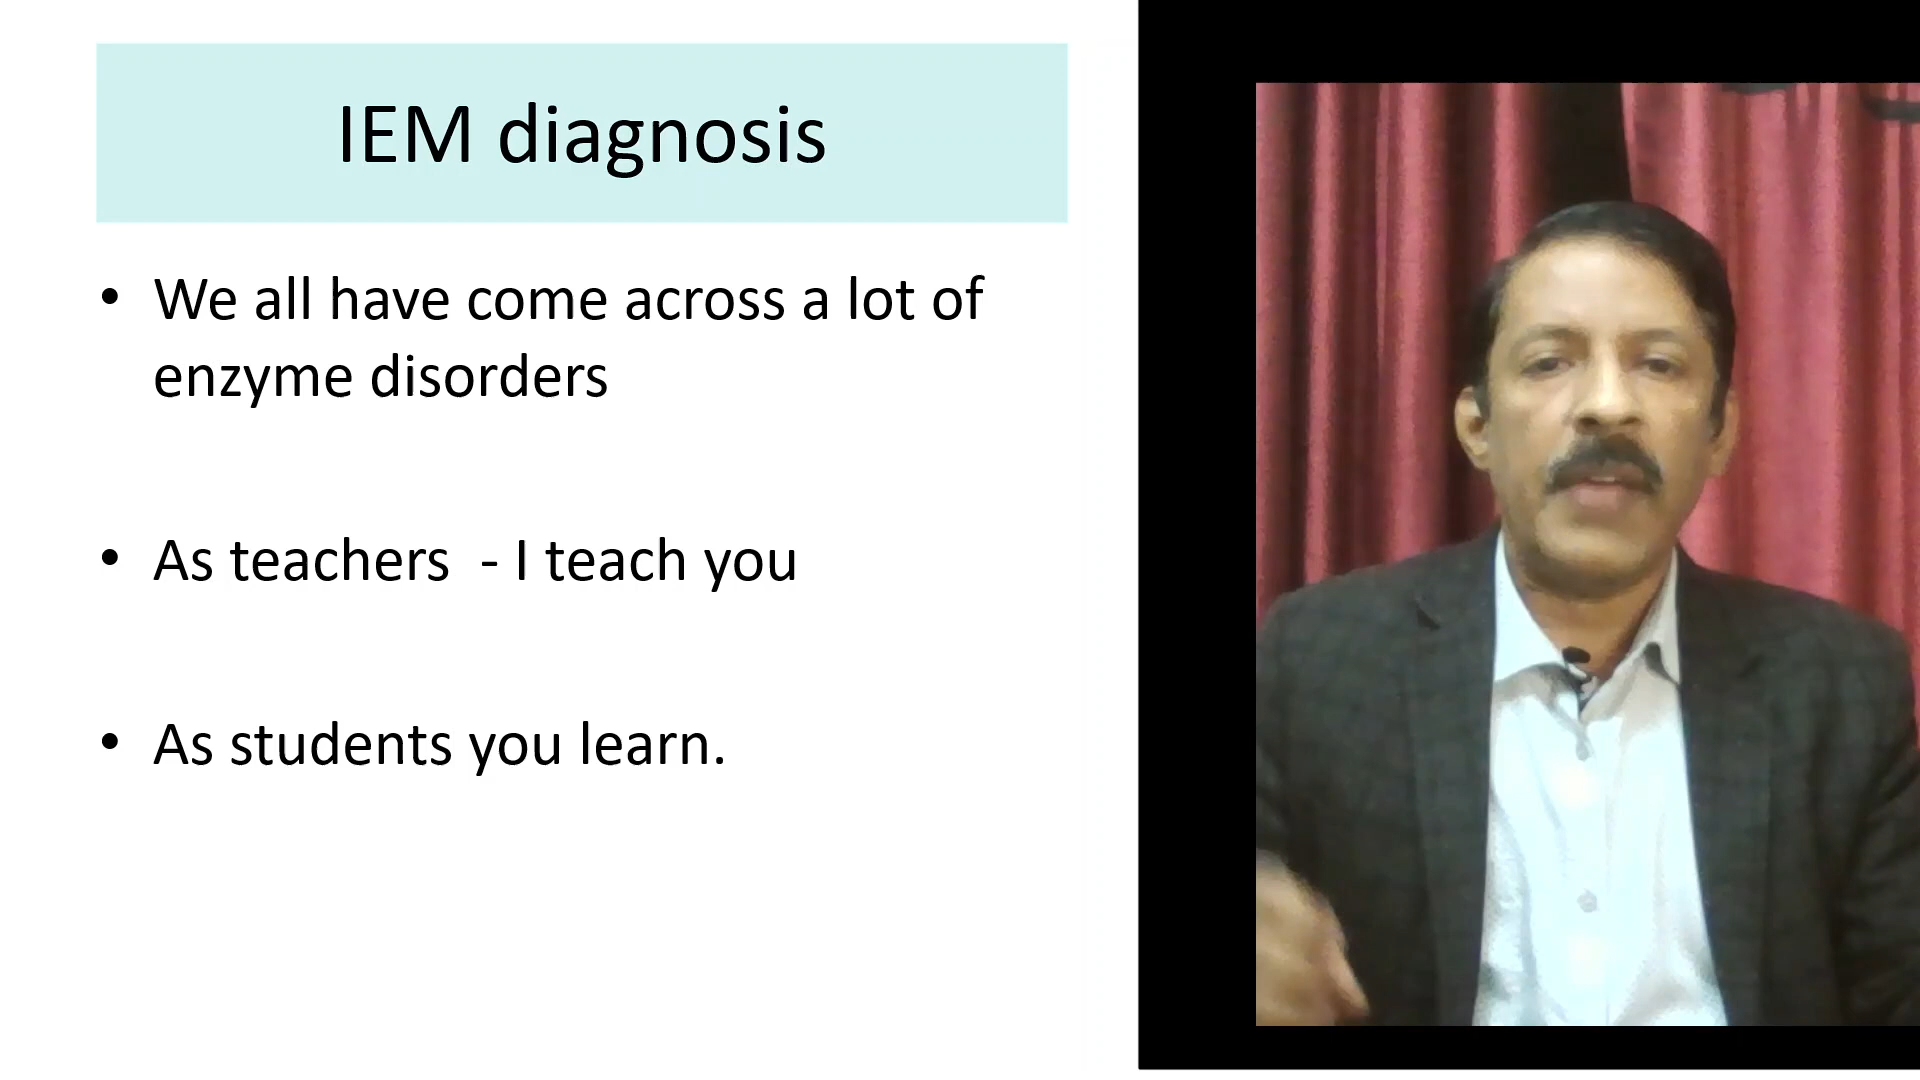 IEM diagnosis
• We all have come across a lot of
enzyme disorders
• As teachers  - I teach you
• As students you learn.